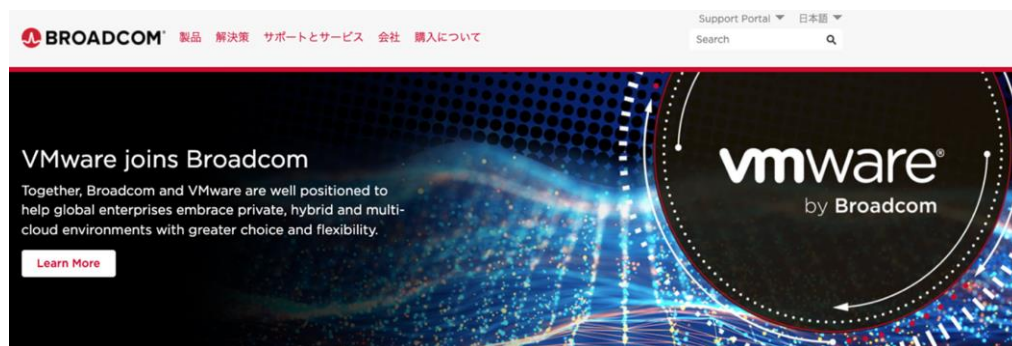 Support Portal 日本語
BROADCOM® 製品 解決策 サポートとサービス 会社 購入について
Search
VMware joins Broadcom
Together, Broadcom and VMware are well positioned to
help global enterprises embrace private, hybrid and multi-
cloud environments with greater choice and flexibility.
Learn More
vmware®
by Broadcom